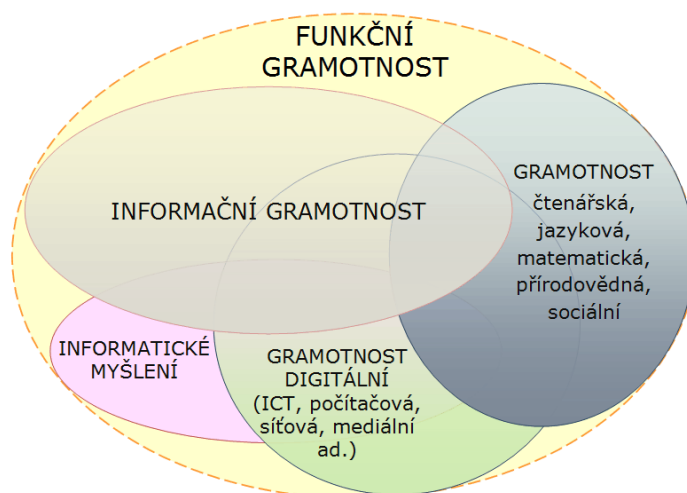 FUNKČNÍ
GRAMOTNOST
INFORMAČNÍ GRAMOTNOST
GRAMOTNOST
čtenářská,
jazyková,
matematická,
přírodovědná,
sociální
INFORMATICKÉ
MYŠLENÍ
GRAMOTNOST
DIGITÁLNÍ
(ICT, počítačová,
síťová, mediální
ad.)